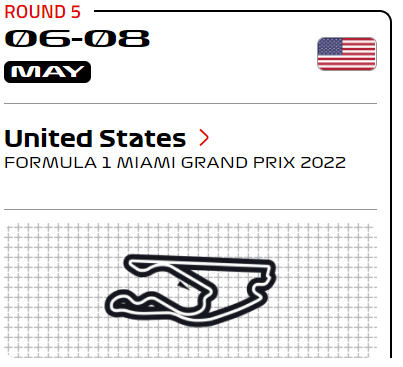 ROUND 5
06-08
MAY
United States
FORMULA 1 MIAMI GRAND PRIX 2022